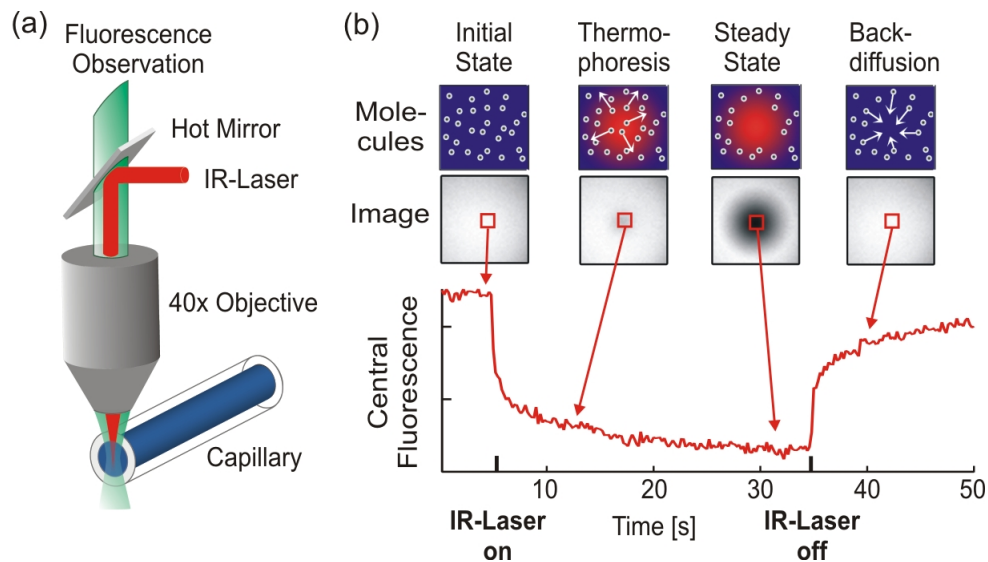 (a)
Fluorescence
Observation
Hot Mirror
IR-Laser
40x Objective
Capillary
(b)
Initial
State
Thermo-
phoresis
Steady
State
Back-
diffusion
Mole-
cules
Image
Central
Fluorescence
10
20
30
40
50
IR-Laser
on
Time [s]
IR-Laser
off